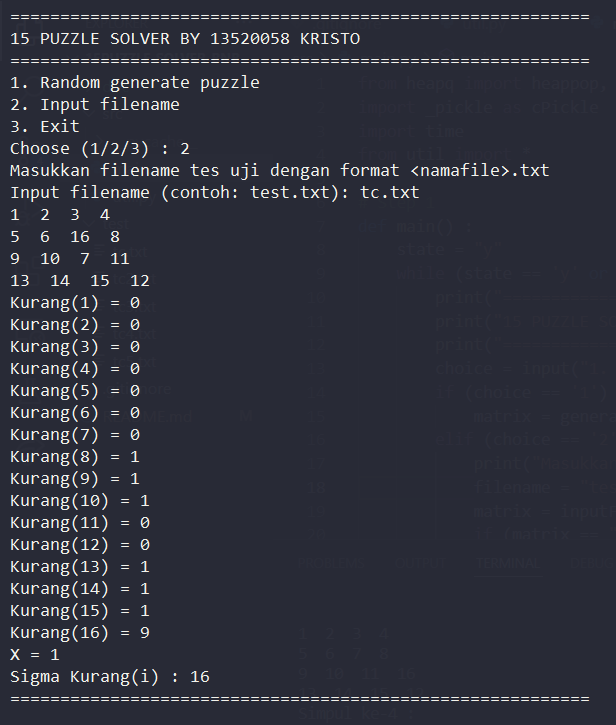 ==========================================================
15 PUZZLE SOLVER BY 13520058 KRISTO
==========================================================
1. Random generate puzzle
2. Input filename
3. Exit
Choose (1/2/3) : 2
Masukkan filename tes uji dengan format <namafile>.txt
Input filename (contoh: test.txt): tc.txt
1  2  3  4
5  6  16  8
9  10  7  11
13  14  15  12
Kurang(1) = 0
Kurang(2) = 0
Kurang(3) = 0
Kurang(4) = 0
Kurang(5) = 0
Kurang(6) = 0
Kurang(7) = 0
Kurang(8) = 1
Kurang(9) = 1
Kurang(10) = 1
Kurang(11) = 0
Kurang(12) = 0
Kurang(13) = 1
Kurang(14) = 1
Kurang(15) = 1
Kurang(16) = 9
X = 1
Sigma Kurang(i) : 16
==========================================================